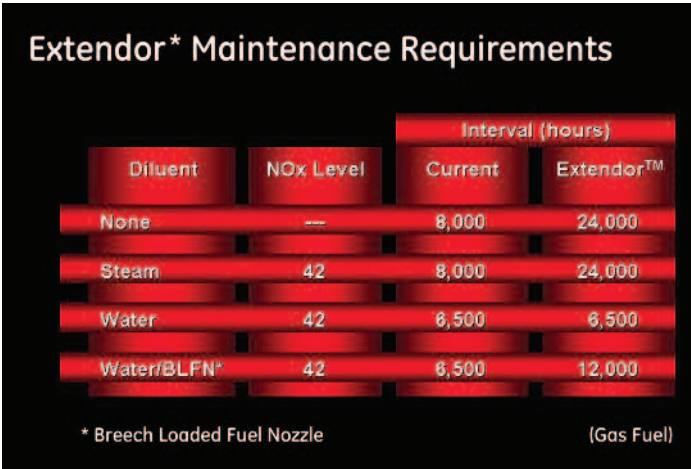 Extendor* Maintenance Requirements
Interval (hours)
Diluent NOx Level Current Extendor™
None --- 8,000 24,000
Steam 42 8,000 24,000
Water 42 6,500 6,500
Water/BLFN* 42 6,500 12,000
* Breech Loaded Fuel Nozzle (Gas Fuel)